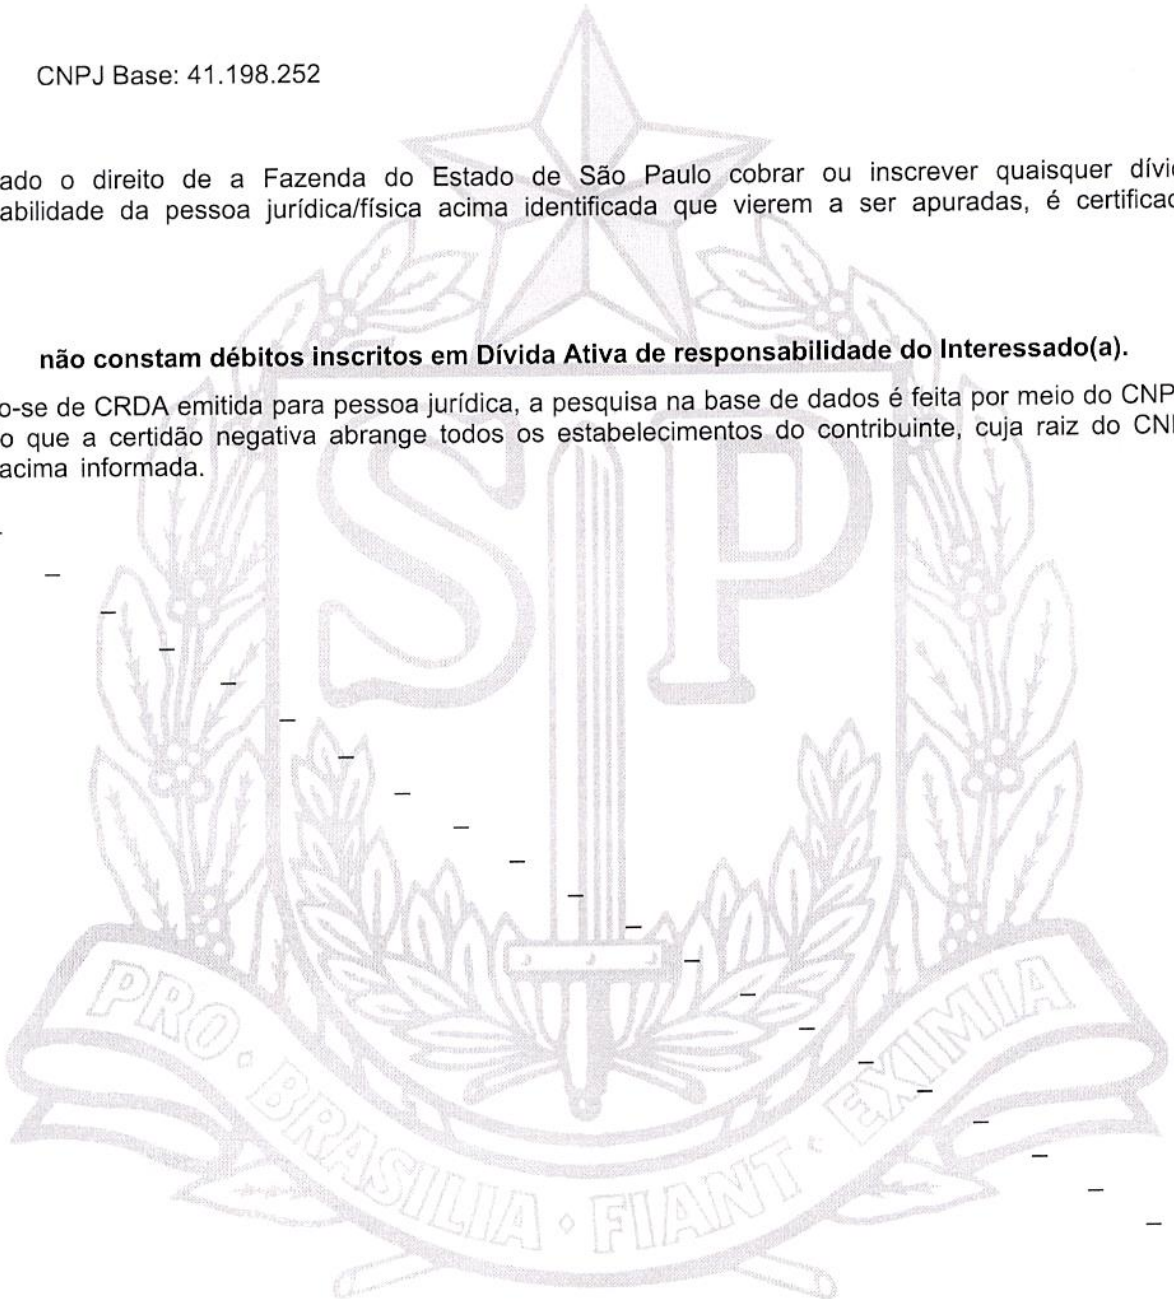 CNPJ Base: 41.198.252
ado o direito de a Fazenda do Estado de São Paulo cobrar ou inscrever quaisquer dívi
abilidade da pessoa jurídica/física acima identificada que vierem a ser apuradas, é certificad
não constam débitos inscritos em Dívida Ativa de responsabilidade do Interessado(a).
o-se de CRDA emitida para pessoa jurídica, a pesquisa na base de dados é feita por meio do CNP
o que a certidão negativa abrange todos os estabelecimentos do contribuinte, cuja raiz do CNI
acima informada.
SP
PRO · BRASILIA · FIANT · EXIMIA